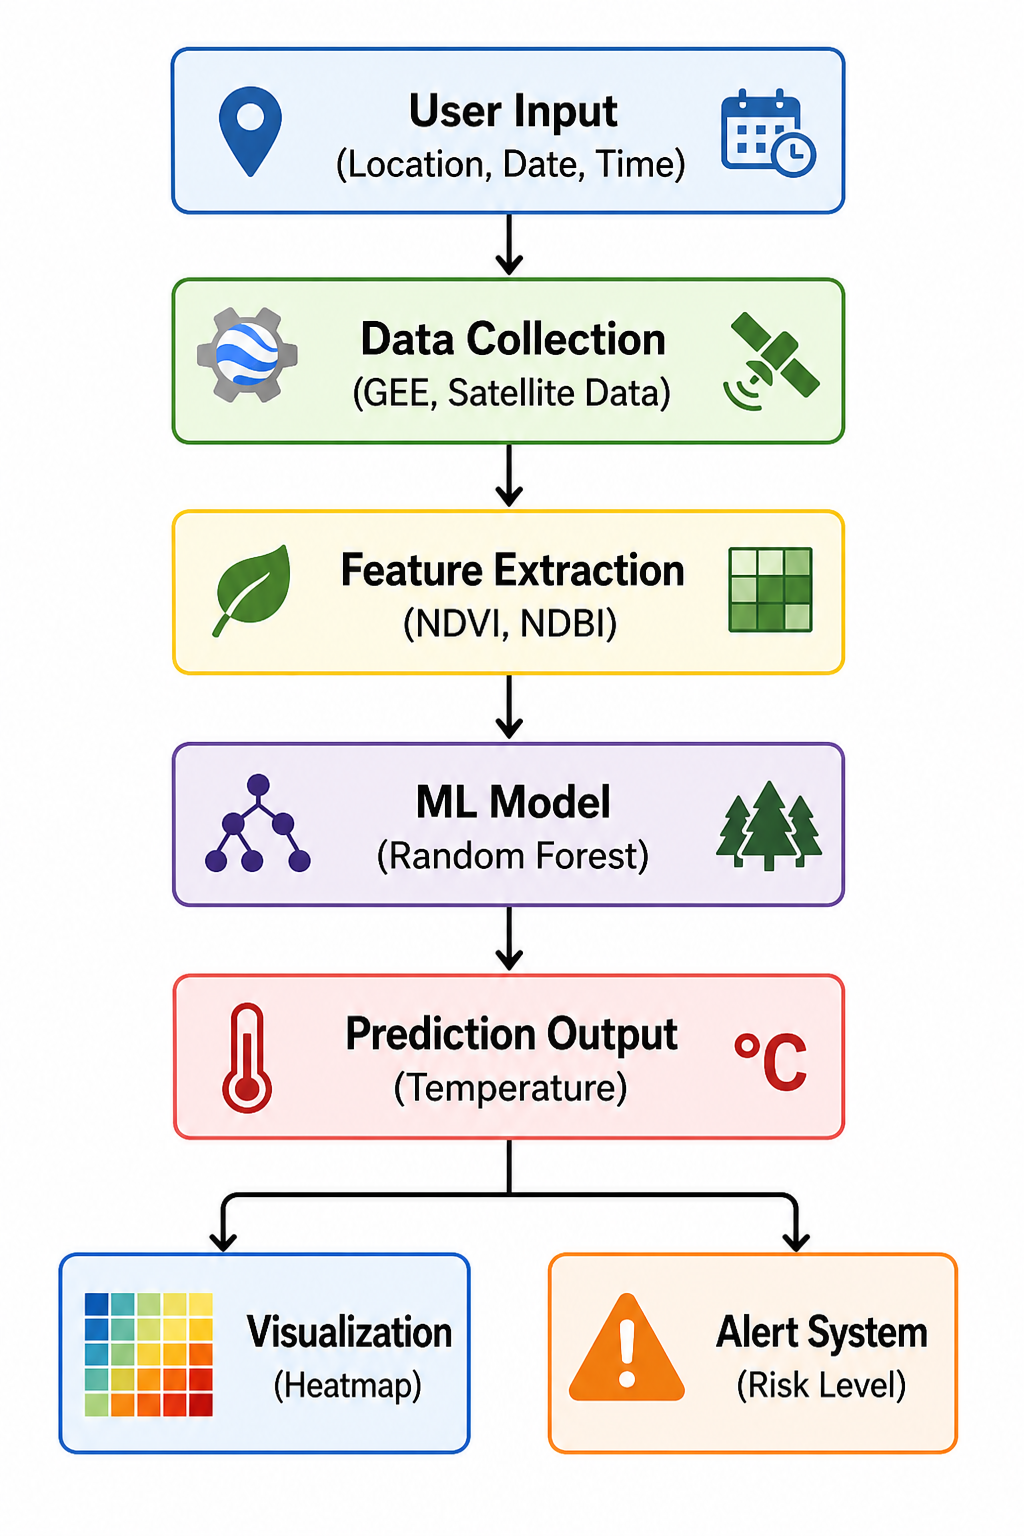 User Input
(Location, Date, Time)
Data Collection
(GEE, Satellite Data)
Feature Extraction
(NDVI, NDBI)
ML Model
(Random Forest)
Prediction Output
(Temperature)
°C
Visualization
(Heatmap)
Alert System
(Risk Level)